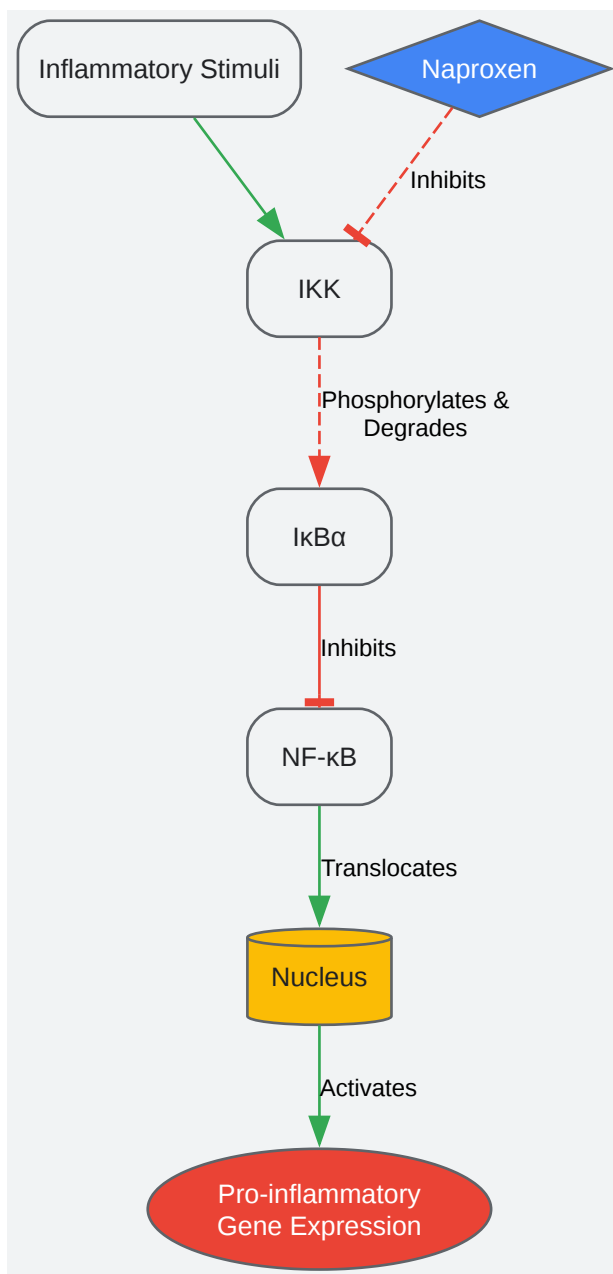 Inflammatory Stimuli
Naproxen
Inhibits
IKK
Phosphorylates &
Degrades
IκBα
Inhibits
NF-κB
Translocates
Nucleus
Activates
Pro-inflammatory
Gene Expression